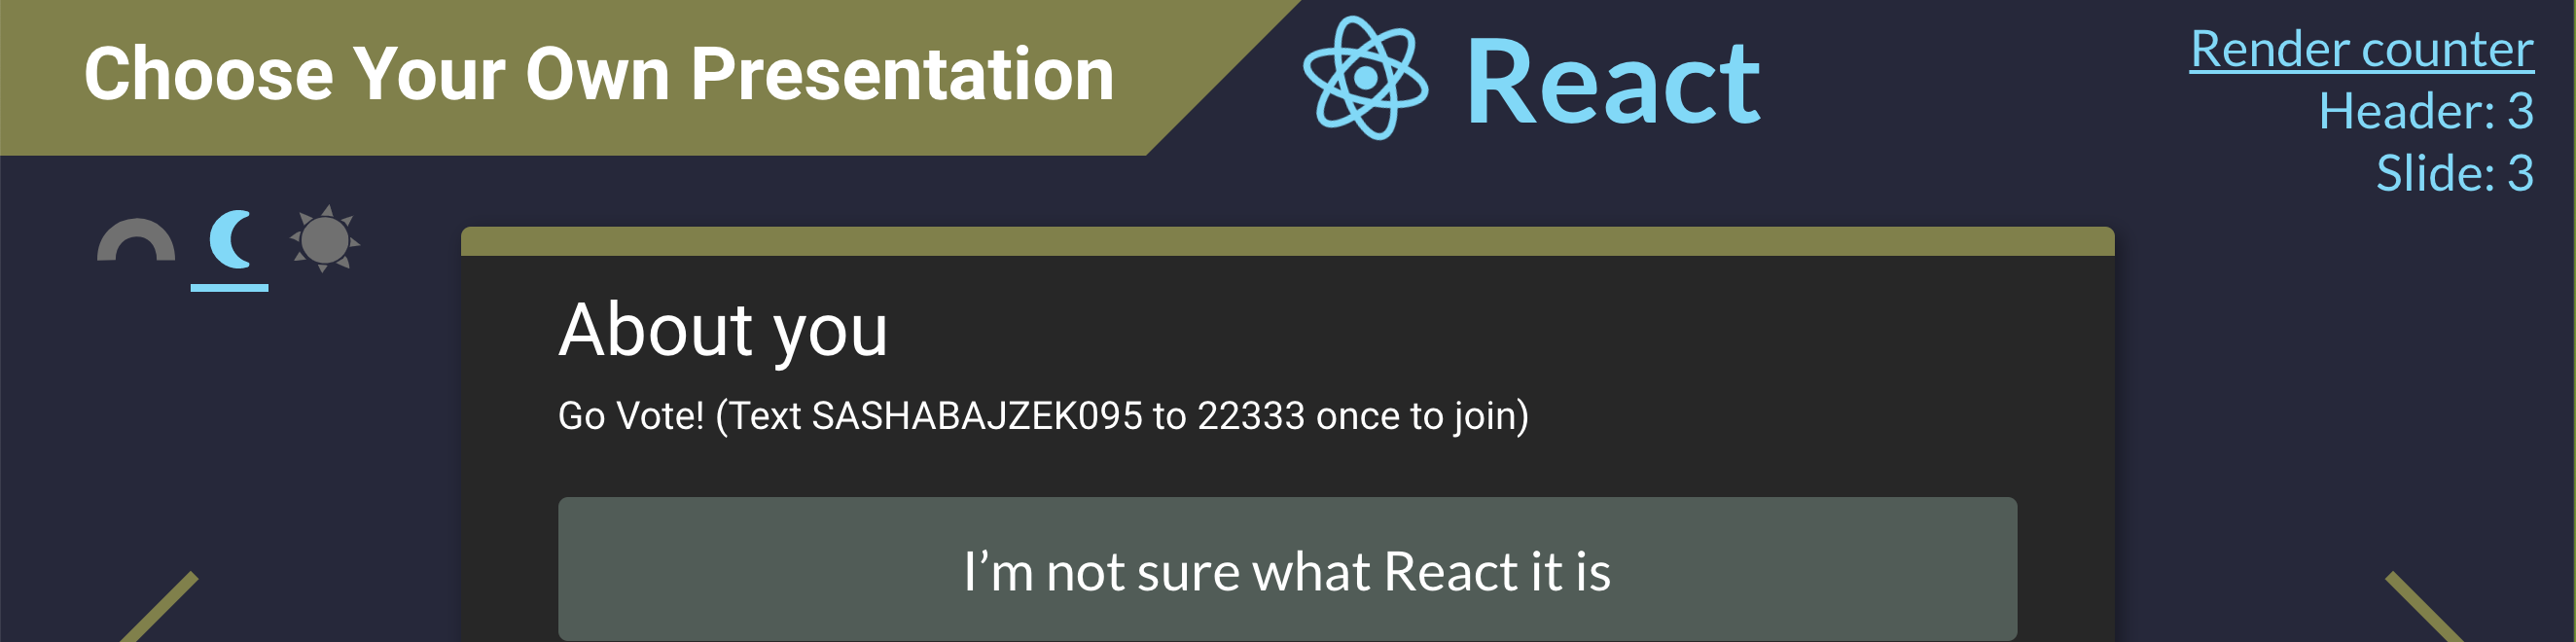 Choose Your Own Presentation
React
Render counter
Header: 3
Slide: 3
About you
Go Vote! (Text SASHABAJZEK095 to 22333 once to join)
I’m not sure what React it is